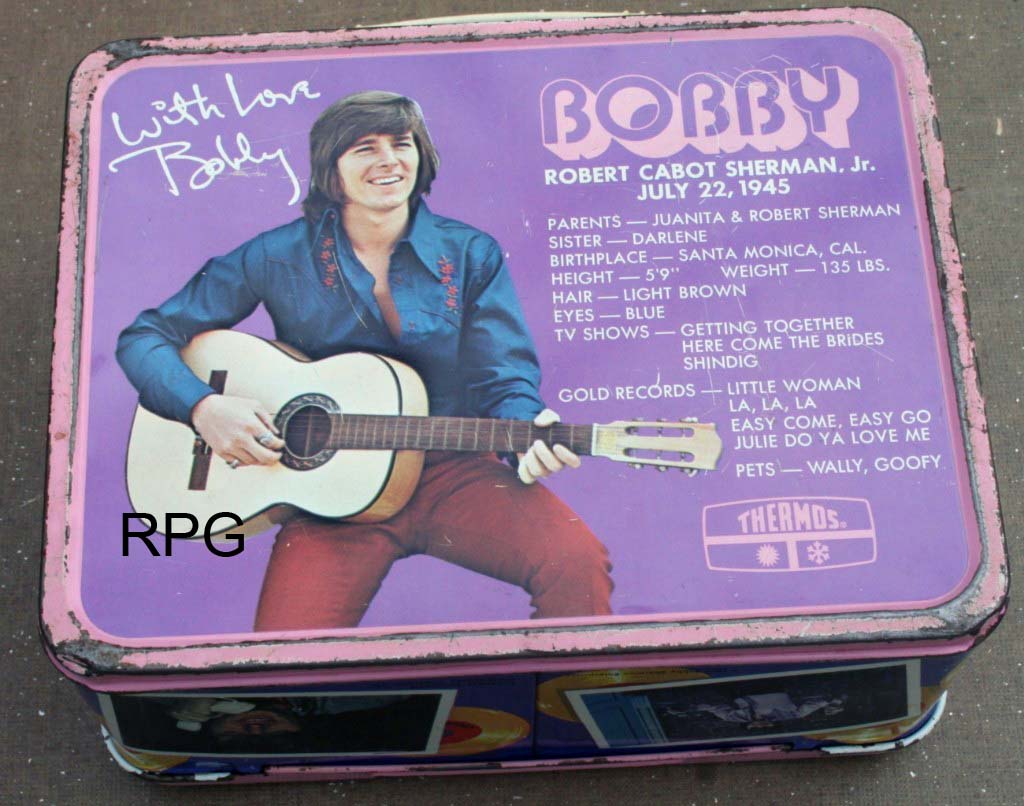 With Love
Bobby
BOBBY
ROBERT CABOT SHERMAN, Jr.
JULY 22, 1945
PARENTS — JUANITA & ROBERT SHERMAN
SISTER — DARLENE
BIRTHPLACE — SANTA MONICA, CAL.
HEIGHT — 5'9" WEIGHT — 135 LBS.
HAIR — LIGHT BROWN
EYES — BLUE
TV SHOWS — GETTING TOGETHER
HERE COME THE BRIDES
SHINDIG
GOLD RECORDS — LITTLE WOMAN
LA, LA, LA
EASY COME, EASY GO
JULIE DO YA LOVE ME
PETS — WALLY, GOOFY
THERMOS®
RPG